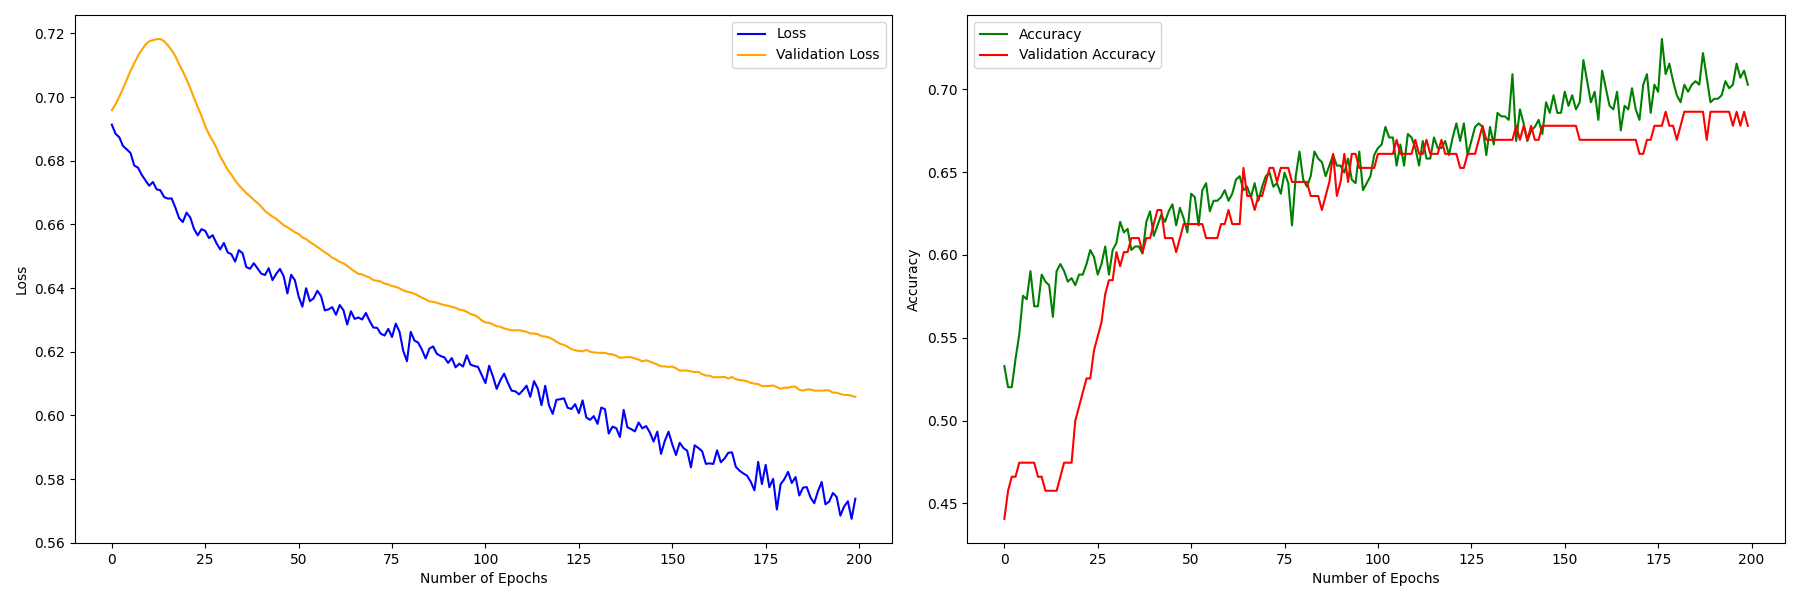 0.72
0.70
0.68
0.66
0.64
0.62
0.60
0.58
0.56
Loss
Loss
Validation Loss
0 25 50 75 100 125 150 175 200
Number of Epochs
Accuracy
Validation Accuracy
0.70
0.65
0.60
0.55
0.50
0.45
Accuracy
0 25 50 75 100 125 150 175 200
Number of Epochs